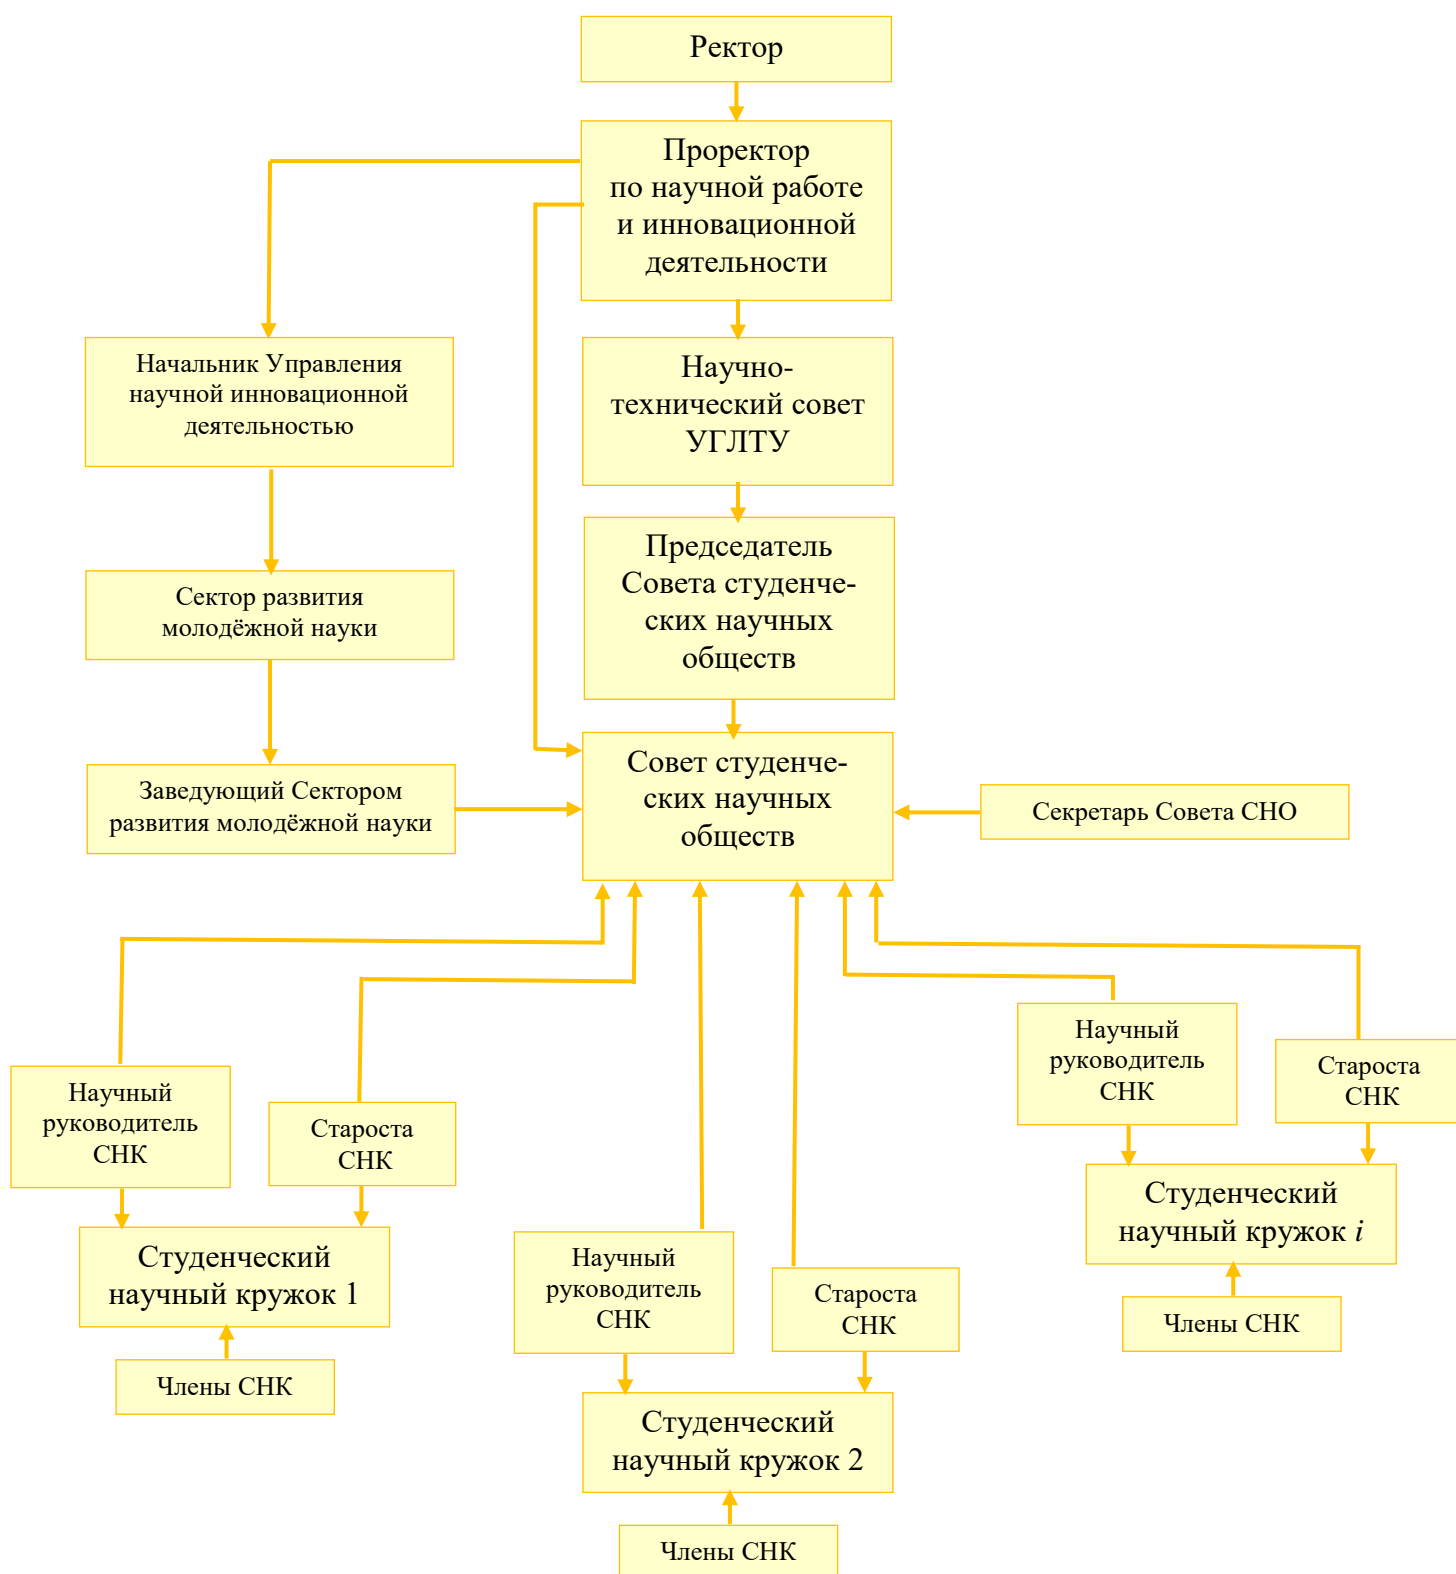 Ректор
Проректор
по научной работе
и инновационной
деятельности
Начальник Управления
научной инновационной
деятельностью
Научно-
технический совет
УГЛТУ
Председатель
Совета студенче-
ских научных
обществ
Сектор развития
молодёжной науки
Заведующий Сектором
развития молодёжной науки
Совет студенче-
ских научных
обществ
Секретарь Совета СНО
Научный
руководитель
СНК
Староста
СНК
Студенческий
научный кружок 1
Члены СНК
Научный
руководитель
СНК
Староста
СНК
Студенческий
научный кружок 2
Члены СНК
Научный
руководитель
СНК
Староста
СНК
Студенческий
научный кружок i
Члены СНК